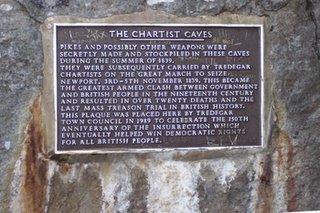 THE CHARTIST CAVES
PIKES AND POSSIBLY OTHER WEAPONS WERE
SECRETLY MADE AND STOCKPILED IN THESE CAVES
DURING THE SUMMER OF 1839.
THEY WERE SUBSEQUENTLY CARRIED BY TREDEGAR
CHARTISTS ON THE GREAT MARCH TO SEIZE
NEWPORT, 3RD-5TH NOVEMBER 1839. THIS BECAME
THE GREATEST ARMED CLASH BETWEEN GOVERNMENT
AND BRITISH PEOPLE IN THE NINETEENTH CENTURY
AND RESULTED IN OVER TWENTY DEATHS AND THE
LAST MASS TREASON TRIAL IN BRITISH HISTORY.
THIS PLAQUE WAS PLACED HERE BY TREDEGAR
TOWN COUNCIL IN 1989 TO CELEBRATE THE 150TH
ANNIVERSARY OF THE INSURRECTION WHICH
EVENTUALLY HELPED WIN DEMOCRATIC RIGHTS
FOR ALL BRITISH PEOPLE.